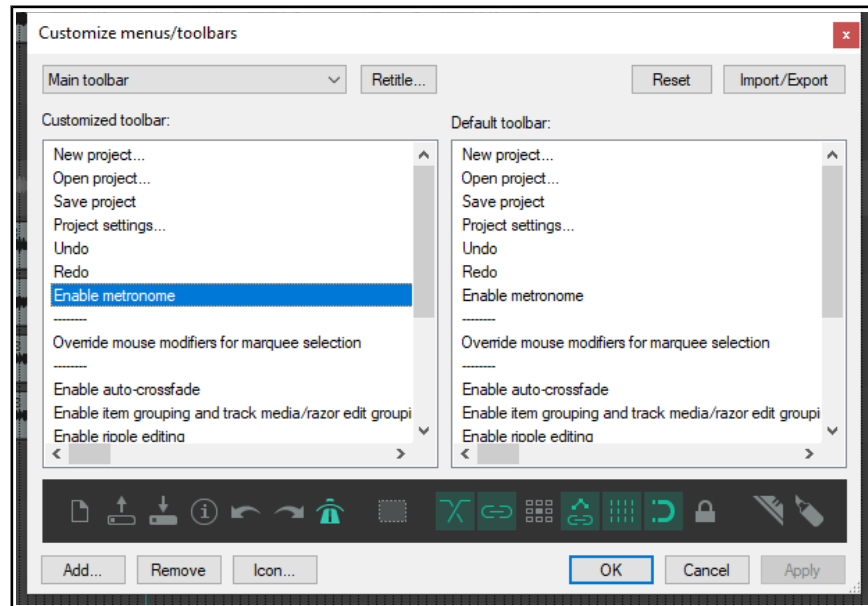 Customize menus/toolbars
x
Main toolbar
Retitle...
Reset
Import/Export
Customized toolbar:
New project...
Open project...
Save project
Project settings...
Undo
Redo
Enable metronome
--------
Override mouse modifiers for marquee selection
--------
Enable auto-crossfade
Enable item grouping and track media/razor edit groupi
Enable ripple editing
Default toolbar:
New project...
Open project...
Save project
Project settings...
Undo
Redo
Enable metronome
--------
Override mouse modifiers for marquee selection
--------
Enable auto-crossfade
Enable item grouping and track media/razor edit groupi
Enable ripple editing
Add...
Remove
Icon...
OK
Cancel
Apply